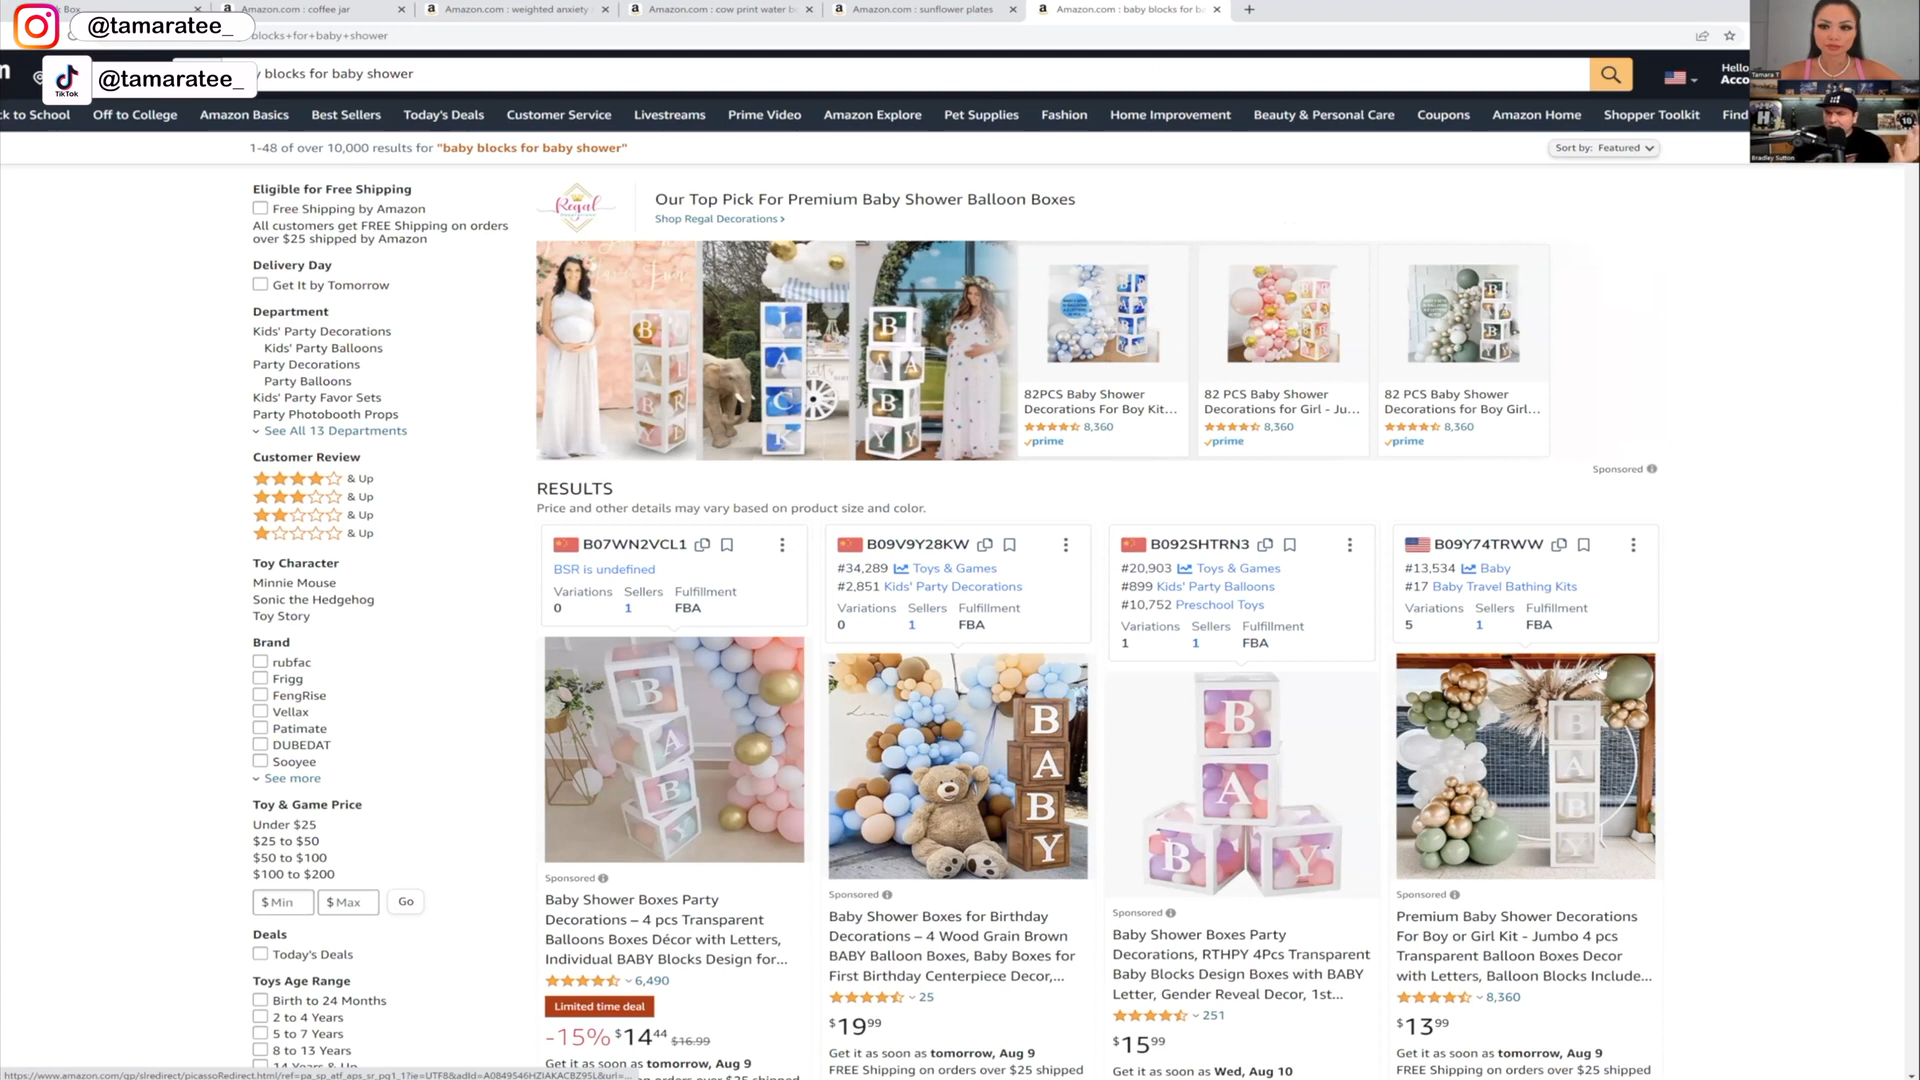 Amazon.com : coffee jar
Amazon.com : weighted anxiety
Amazon.com : cow print water b
Amazon.com : sunflower plates
Amazon.com : baby blocks for b
@tamaratee_
blocks+for+baby+shower
TikTok
@tamaratee_
y blocks for baby shower
Hello
Acco
Tamara T
ck to School
Off to College
Amazon Basics
Best Sellers
Today's Deals
Customer Service
Livestreams
Prime Video
Amazon Explore
Pet Supplies
Fashion
Home Improvement
Beauty & Personal Care
Coupons
Amazon Home
Shopper Toolkit
Find
Bradley Sutton
1-48 of over 10,000 results for "baby blocks for baby shower"
Sort by: Featured
Eligible for Free Shipping
Free Shipping by Amazon
All customers get FREE Shipping on orders
over $25 shipped by Amazon
Delivery Day
Get It by Tomorrow
Department
Kids' Party Decorations
Kids' Party Balloons
Party Decorations
Party Balloons
Kids' Party Favor Sets
Party Photobooth Props
See All 13 Departments
Customer Review
& Up
& Up
& Up
& Up
Toy Character
Minnie Mouse
Sonic the Hedgehog
Toy Story
Brand
rubfac
Frigg
FengRise
Vellax
Patimate
DUBEDAT
Sooyee
See more
Toy & Game Price
Under $25
$25 to $50
$50 to $100
$100 to $200
$ Min
$ Max
Go
Deals
Today's Deals
Toys Age Range
Birth to 24 Months
2 to 4 Years
5 to 7 Years
8 to 13 Years
14 Years & Up
Regal
Our Top Pick For Premium Baby Shower Balloon Boxes
Shop Regal Decorations ›
82PCS Baby Shower
Decorations For Boy Kit...
8,360
prime
82 PCS Baby Shower
Decorations for Girl - Ju...
8,360
prime
82 PCS Baby Shower
Decorations for Boy Girl...
8,360
prime
Sponsored
RESULTS
Price and other details may vary based on product size and color.
B07WN2VCL1
BSR is undefined
Variations Sellers Fulfillment
0 1 FBA
BABY
Sponsored
Baby Shower Boxes Party
Decorations – 4 pcs Transparent
Balloons Boxes Décor with Letters,
Individual BABY Blocks Design for...
6,490
Limited time deal
-15% $14 44 $16.99
Get it as soon as tomorrow, Aug 9
B09V9Y28KW
#34,289 Toys & Games
#2,851 Kids' Party Decorations
Variations Sellers Fulfillment
0 1 FBA
BABY
Sponsored
Baby Shower Boxes for Birthday
Decorations – 4 Wood Grain Brown
BABY Balloon Boxes, Baby Boxes for
First Birthday Centerpiece Decor,...
25
$19 99
Get it as soon as tomorrow, Aug 9
FREE Shipping on orders over $25 shipped
B092SHTRN3
#20,903 Toys & Games
#899 Kids' Party Balloons
#10,752 Preschool Toys
Variations Sellers Fulfillment
1 1 FBA
BABY
Sponsored
Baby Shower Boxes Party
Decorations, RTHPY 4Pcs Transparent
Baby Blocks Design Boxes with BABY
Letter, Gender Reveal Decor, 1st...
251
$15 99
Get it as soon as Wed, Aug 10
B09Y74TRWW
#13,534 Baby
#17 Baby Travel Bathing Kits
Variations Sellers Fulfillment
5 1 FBA
BABY
Sponsored
Premium Baby Shower Decorations
For Boy or Girl Kit - Jumbo 4 pcs
Transparent Balloon Boxes Decor
with Letters, Balloon Blocks Include...
8,360
$13 99
Get it as soon as tomorrow, Aug 9
FREE Shipping on orders over $25 shipped